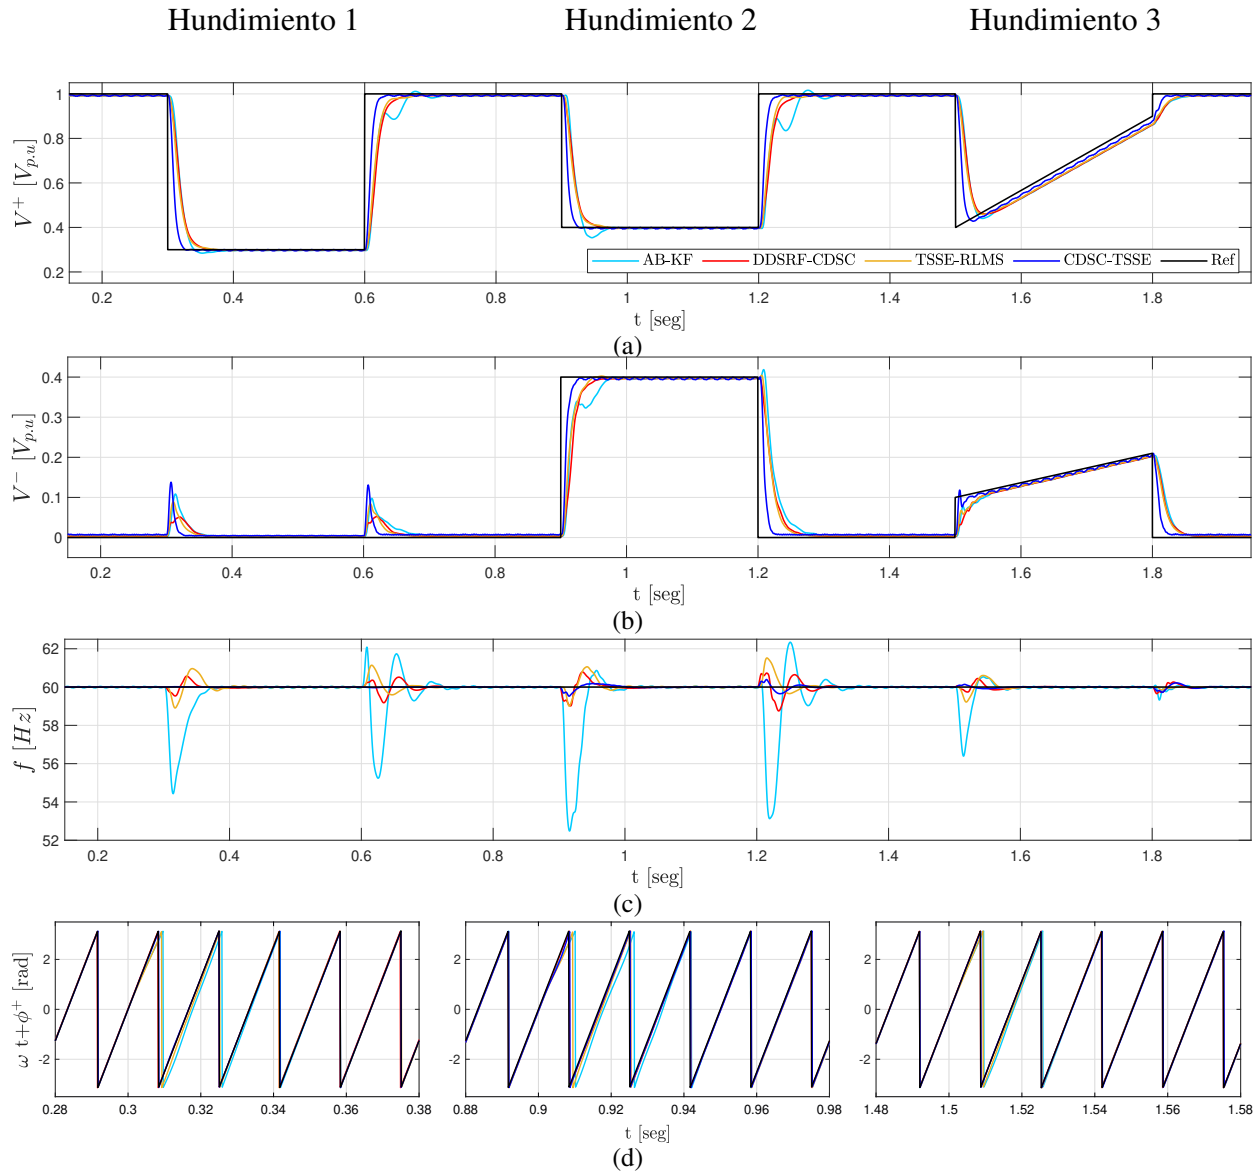 Hundimiento 1 Hundimiento 2 Hundimiento 3
1
0.8
0.6
0.4
0.2
V+ [Vp.u]
AB-KF DDSRF-CDSC TSSE-RLMS CDSC-TSSE Ref
0.2 0.4 0.6 0.8 1 1.2 1.4 1.6 1.8
t [seg]
(a)
0.4
0.3
0.2
0.1
0
V− [Vp.u]
0.2 0.4 0.6 0.8 1 1.2 1.4 1.6 1.8
t [seg]
(b)
62
60
58
56
54
52
f [Hz]
0.2 0.4 0.6 0.8 1 1.2 1.4 1.6 1.8
t [seg]
(c)
2
0
-2
ω t+ϕ+ [rad]
0.28 0.3 0.32 0.34 0.36 0.38
2
0
-2
0.88 0.9 0.92 0.94 0.96 0.98
2
0
-2
1.48 1.5 1.52 1.54 1.56 1.58
t [seg]
(d)